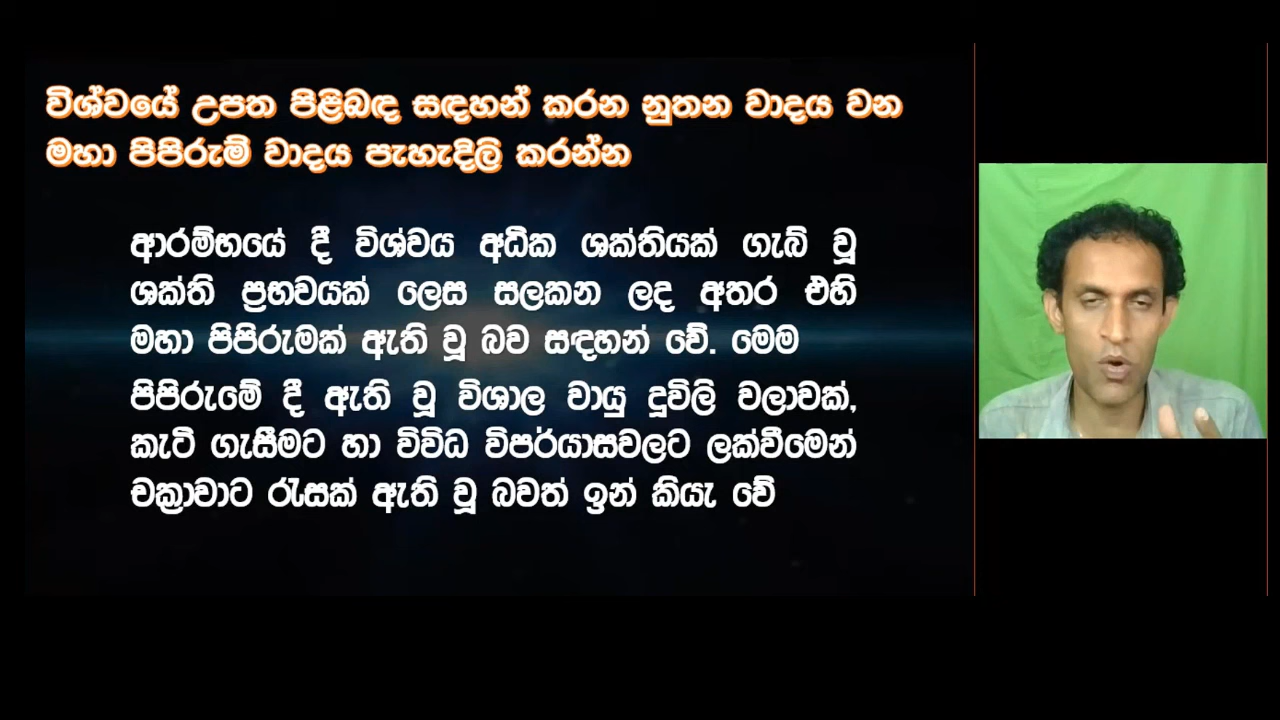 විශ්වයේ උපත පිළිබඳ සඳහන් කරන නූතන වාදය වන
මහා පිපිරුම් වාදය පැහැදිලි කරන්න
ආරම්භයේ දී විශ්වය අධික ශක්තියක් ගැබ් වූ
ශක්ති ප්‍රභවයක් ලෙස සලකන ලද අතර එහි
මහා පිපිරුමක් ඇති වූ බව සඳහන් වේ. මෙම
පිපිරුමේ දී ඇති වූ විශාල වායු දූවිලි වලාවක්,
කැටි ගැසීමට හා විවිධ විපර්යාසවලට ලක්වීමෙන්
චක්‍රාවාට රැසක් ඇති වූ බවත් ඉන් කියැ වේ